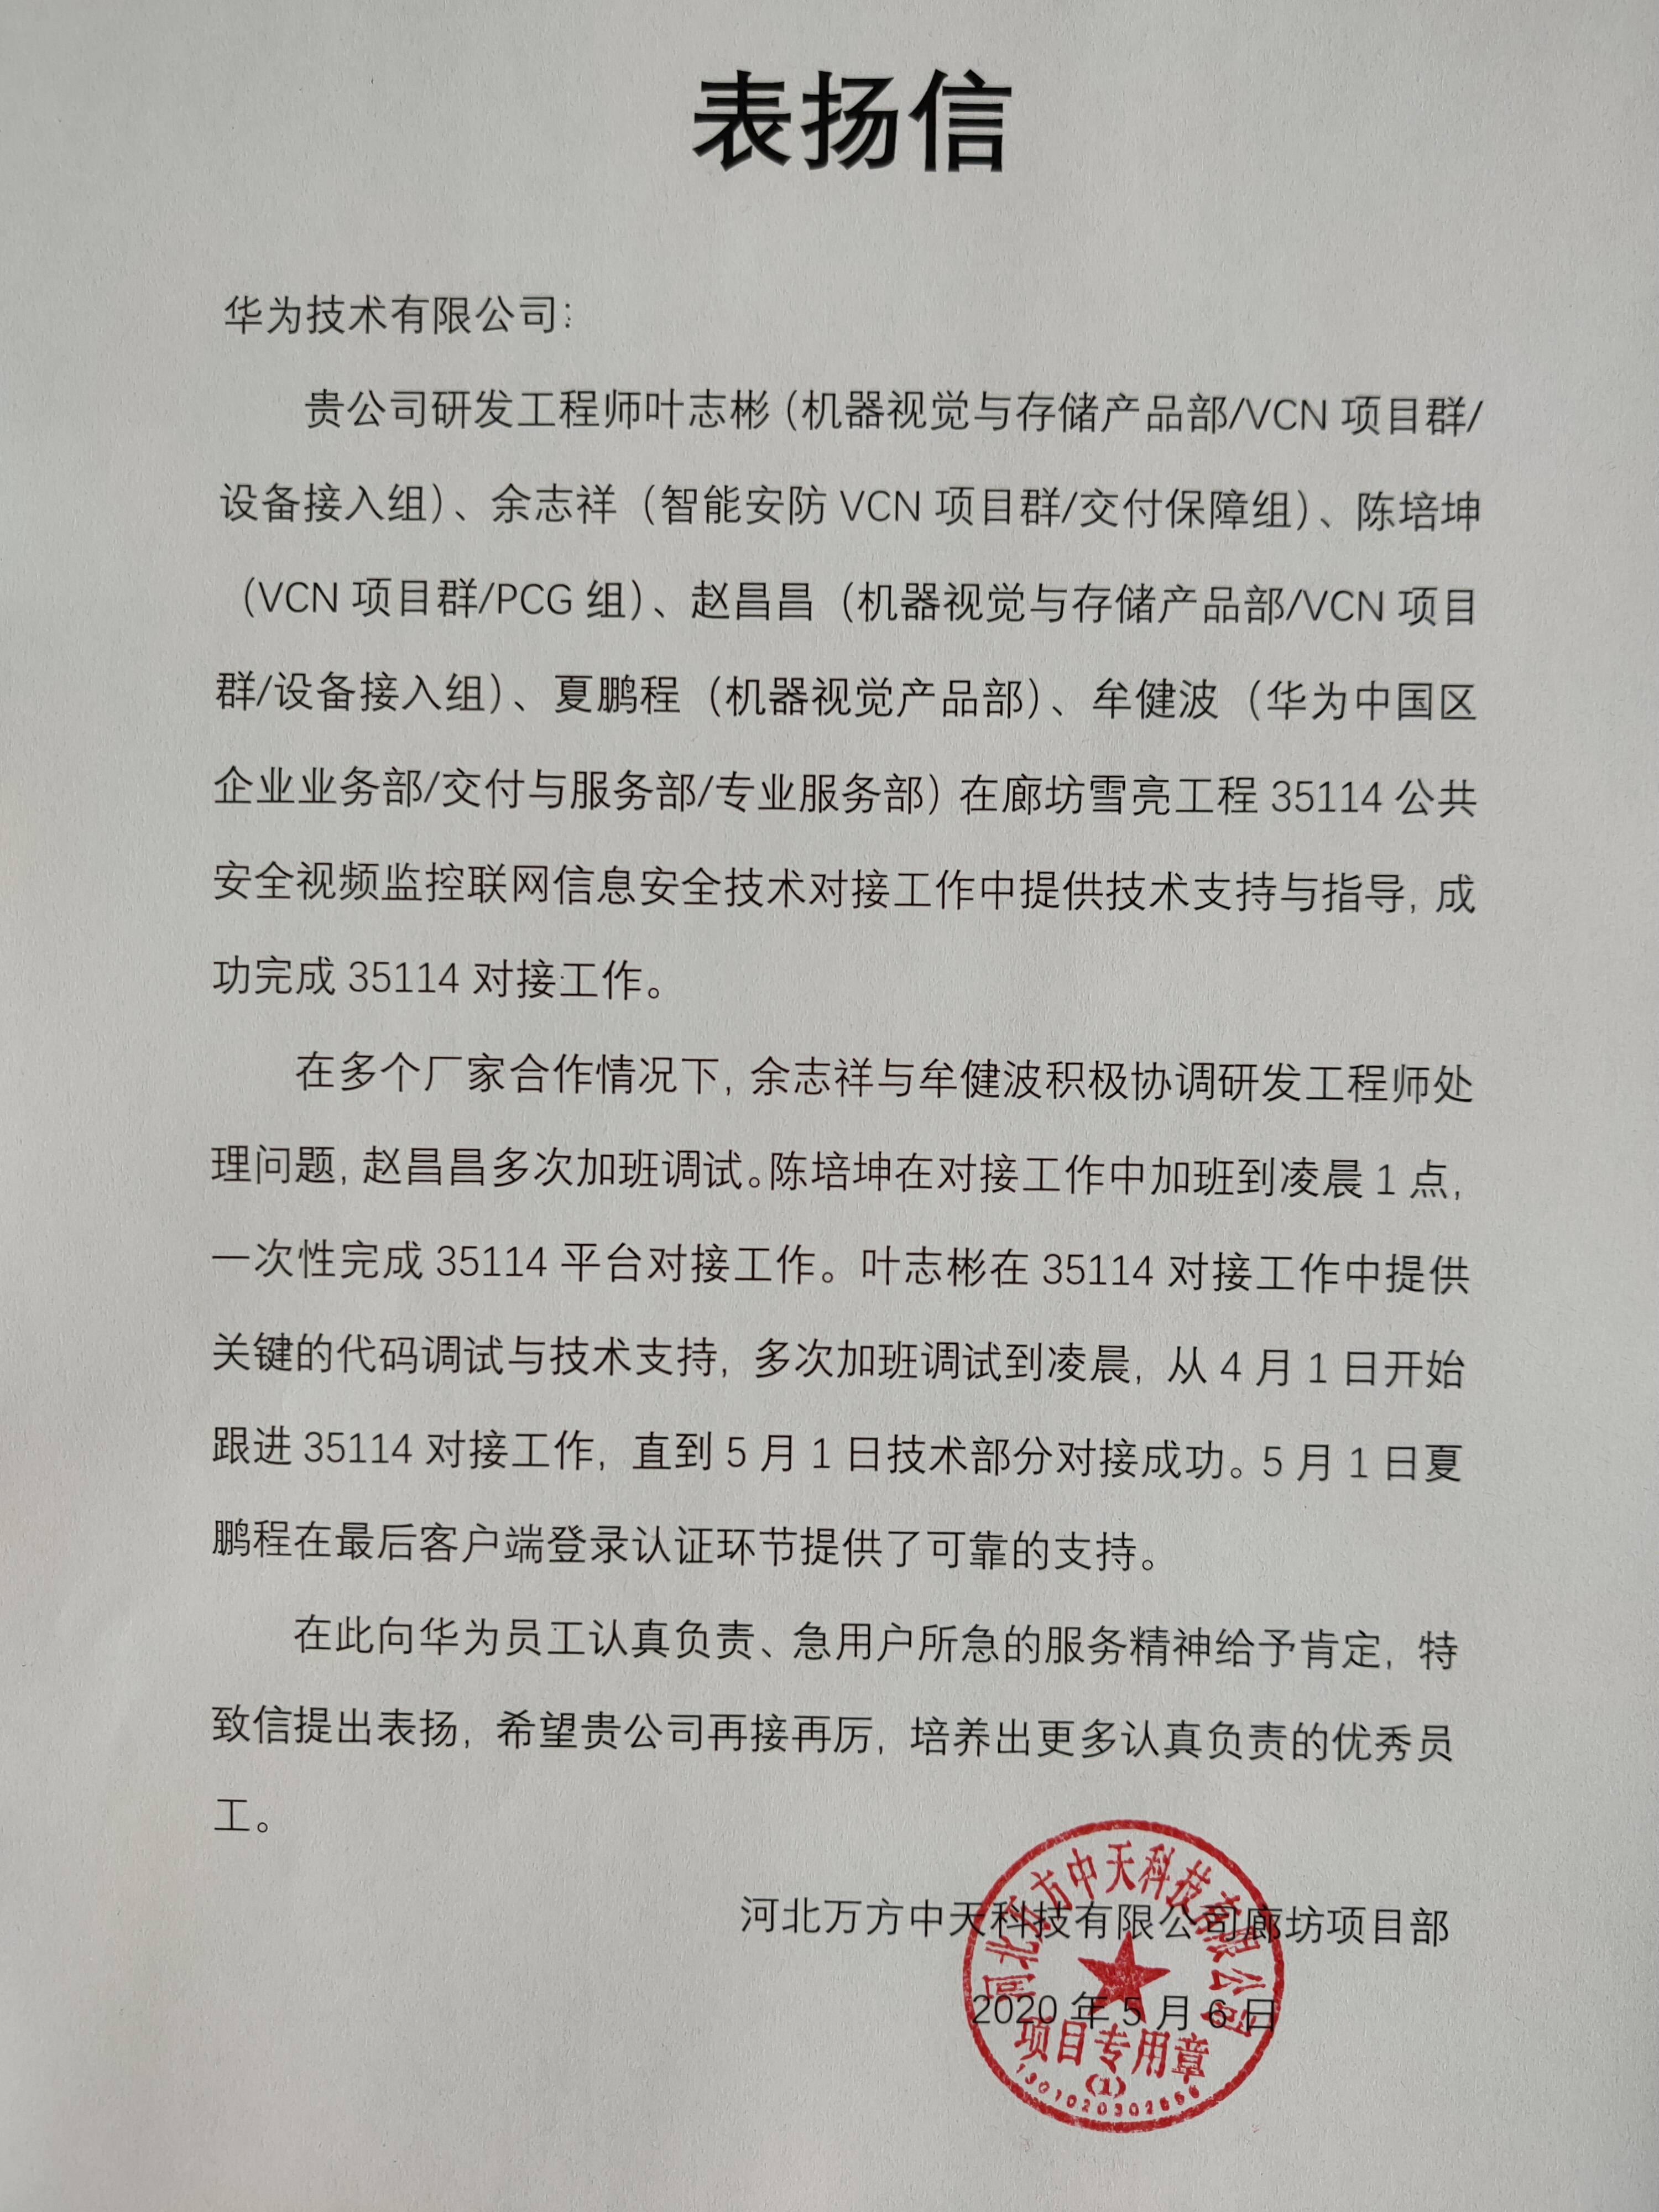 表扬信
华为技术有限公司：
贵公司研发工程师叶志彬（机器视觉与存储产品部/VCN 项目群/
设备接入组）、余志祥（智能安防 VCN 项目群/交付保障组）、陈培坤
（VCN 项目群/PCG 组）、赵昌昌（机器视觉与存储产品部/VCN 项目
群/设备接入组）、夏鹏程（机器视觉产品部）、牟健波（华为中国区
企业业务部/交付与服务部/专业服务部）在廊坊雪亮工程 35114 公共
安全视频监控联网信息安全技术对接工作中提供技术支持与指导，成
功完成 35114 对接工作。
在多个厂家合作情况下，余志祥与牟健波积极协调研发工程师处
理问题，赵昌昌多次加班调试。陈培坤在对接工作中加班到凌晨 1 点，
一次性完成 35114 平台对接工作。叶志彬在 35114 对接工作中提供
关键的代码调试与技术支持，多次加班调试到凌晨，从 4 月 1 日开始
跟进 35114 对接工作，直到 5 月 1 日技术部分对接成功。5 月 1 日夏
鹏程在最后客户端登录认证环节提供了可靠的支持。
在此向华为员工认真负责、急用户所急的服务精神给予肯定，特
致信提出表扬，希望贵公司再接再厉，培养出更多认真负责的优秀员
工。
河北万方中天科技有限公司廊坊项目部
2020 年 5 月 6 日
河北万方中天科技有限公司
项目专用章
(1)